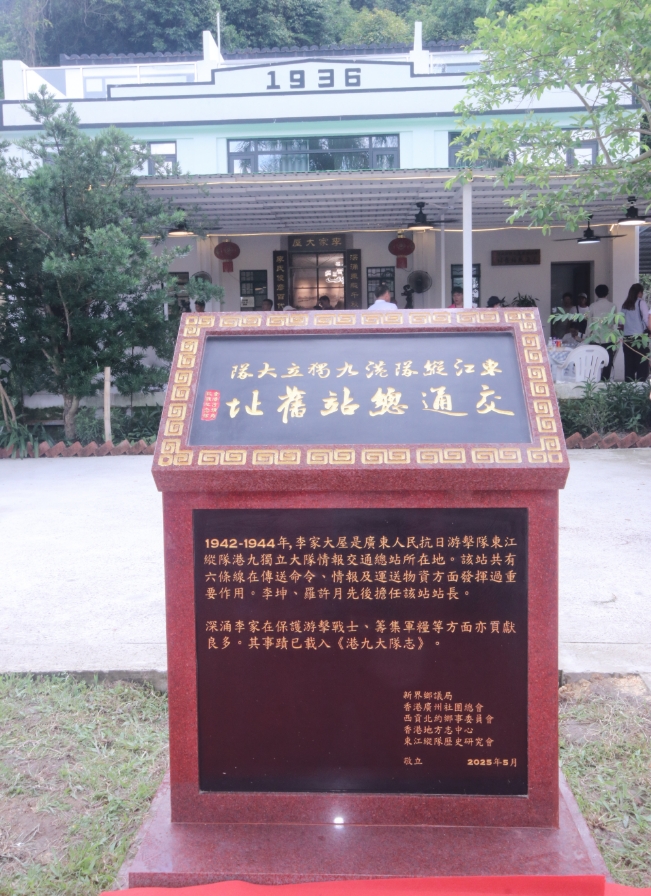 1936
李家大屋
東江縱隊港九獨立大隊
交通總站舊址
1942-1944年,李家大屋是廣東人民抗日游擊隊東江
縱隊港九獨立大隊情報交通總站所在地。該站共有
六條線在傳送命令、情報及運送物資方面發揮過重
要作用。李坤、羅許月先後擔任該站站長。
深涌李家在保護游擊戰士、籌集軍糧等方面亦貢獻
良多。其事蹟已載入《港九大隊志》。
新界鄉議局
香港廣州社團總會
西貢北約鄉事委員會
香港地方志中心
東江縱隊歷史研究會
敬立 2025年5月